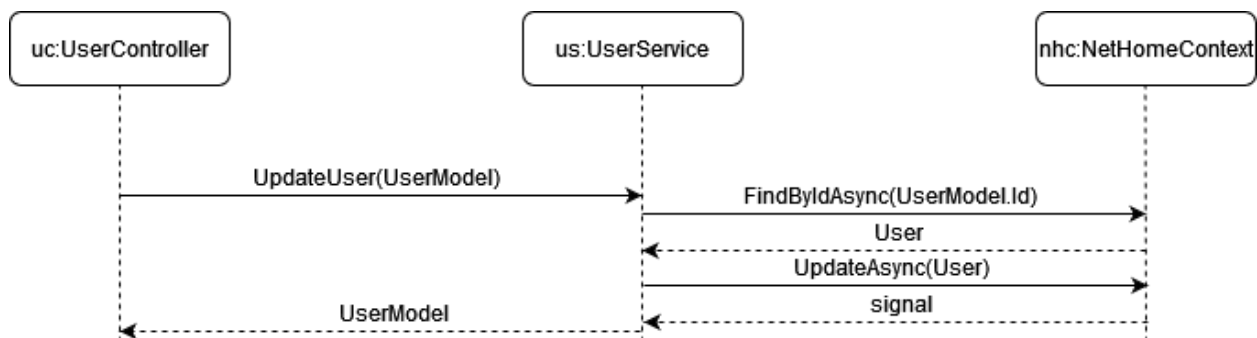 uc:UserController
us:UserService
nhc:NetHomeContext
UpdateUser(UserModel)
FindByIdAsync(UserModel.Id)
User
UpdateAsync(User)
signal
UserModel